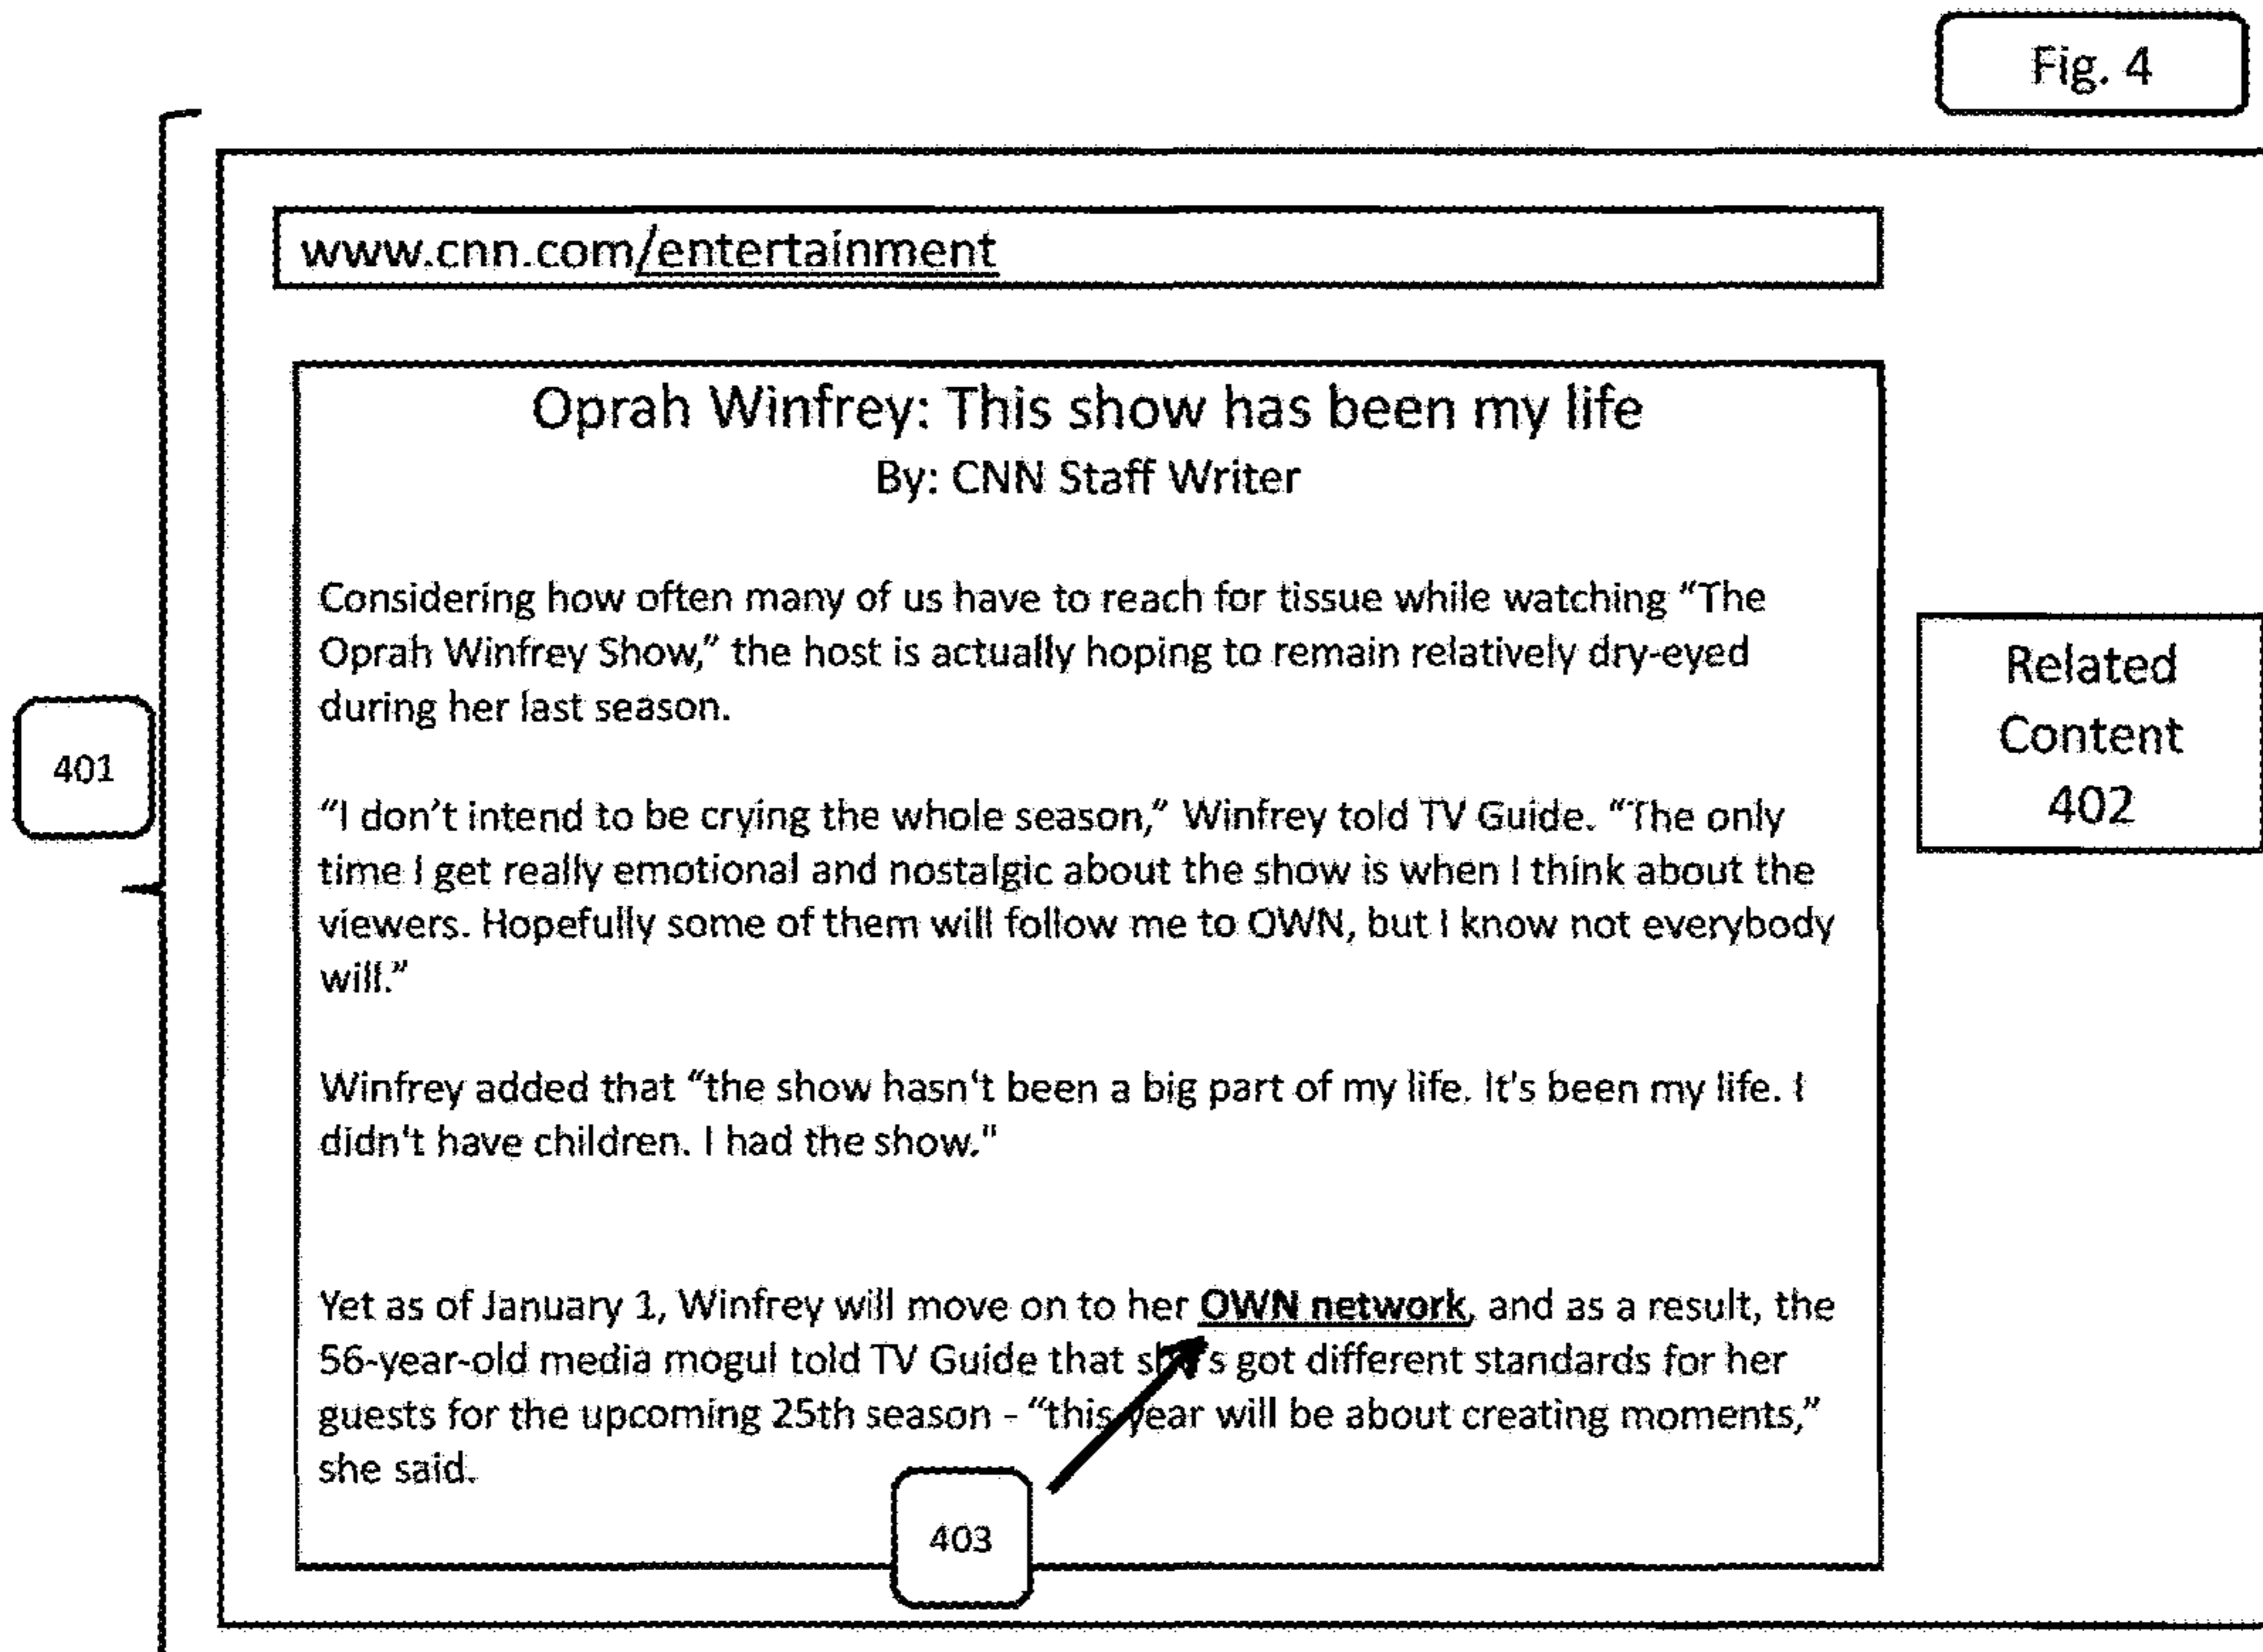 Fig. 4
www.cnn.com/entertainment
Oprah Winfrey: This show has been my life
By: CNN Staff Writer
Considering how often many of us have to reach for tissue while watching “The
Oprah Winfrey Show,” the host is actually hoping to remain relatively dry-eyed
during her last season.
“I don’t intend to be crying the whole season,” Winfrey told TV Guide. “The only
time I get really emotional and nostalgic about the show is when I think about the
viewers. Hopefully some of them will follow me to OWN, but I know not everybody
will.”
Winfrey added that “the show hasn't been a big part of my life. It's been my life. I
didn't have children. I had the show."
Yet as of January 1, Winfrey will move on to her OWN network, and as a result, the
56-year-old media mogul told TV Guide that she's got different standards for her
guests for the upcoming 25th season - “this year will be about creating moments,”
she said.
401
Related
Content
402
403